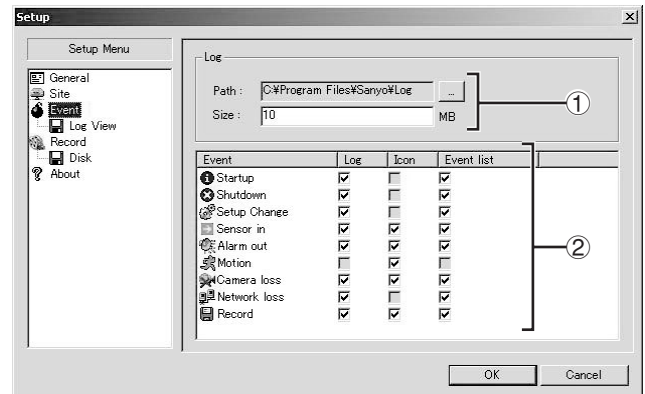 Setup
Setup Menu
General
Site
Event
Log View
Record
Disk
About
Log
Path : C:¥Program Files¥Sanyo¥Log ...
Size : 10 MB
①
Event Log Icon Event list
Startup
Shutdown
Setup Change
Sensor in
Alarm out
Motion
Camera loss
Network loss
Record
②
OK Cancel